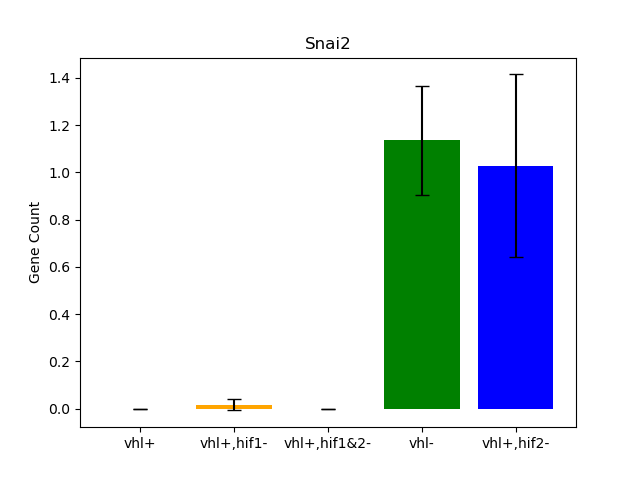 Snai2
Gene Count
1.4
1.2
1.0
0.8
0.6
0.4
0.2
0.0
vhl+
vhl+,hif1-
vhl+,hif1&2-
vhl-
vhl+,hif2-